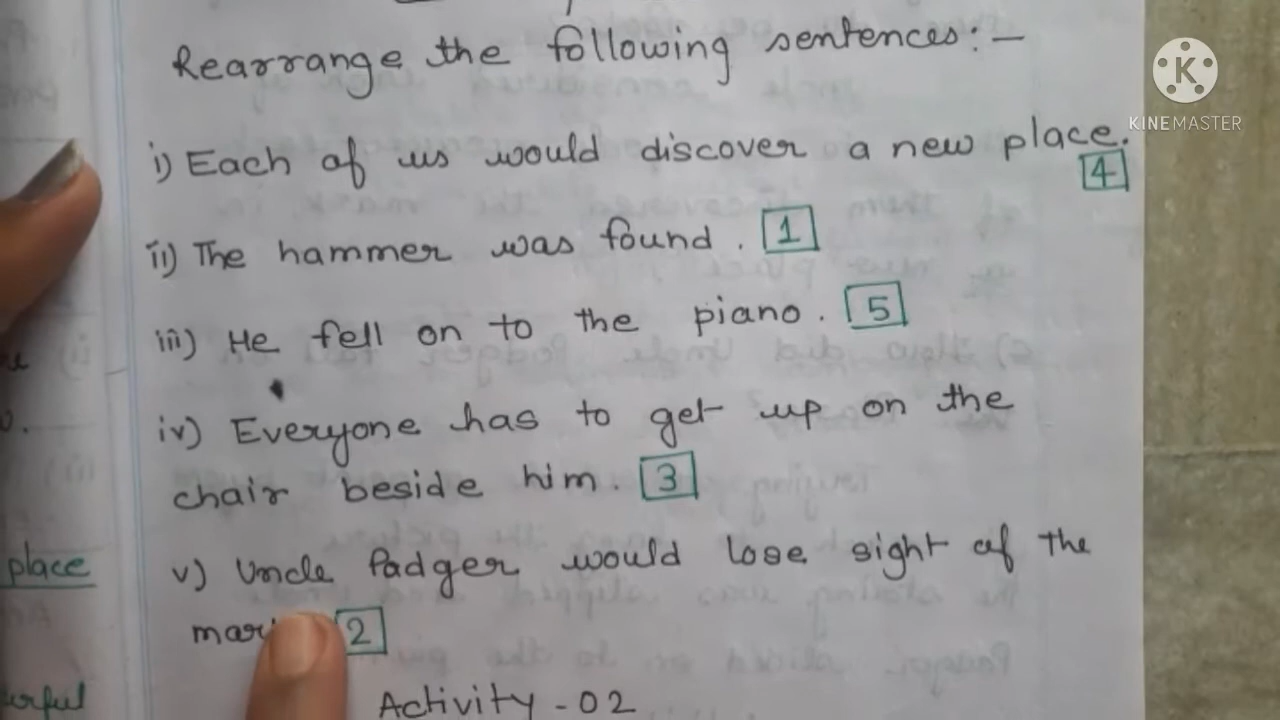 Rearrange the following sentences:-
K
KINEMASTER
i) Each of us would discover a new place.
4
ii) The hammer was found. 1
iii) He fell on to the piano. 5
iv) Everyone has to get up on the
chair beside him. 3
place
v) Uncle Padger would lose sight of the
2
Activity - 02